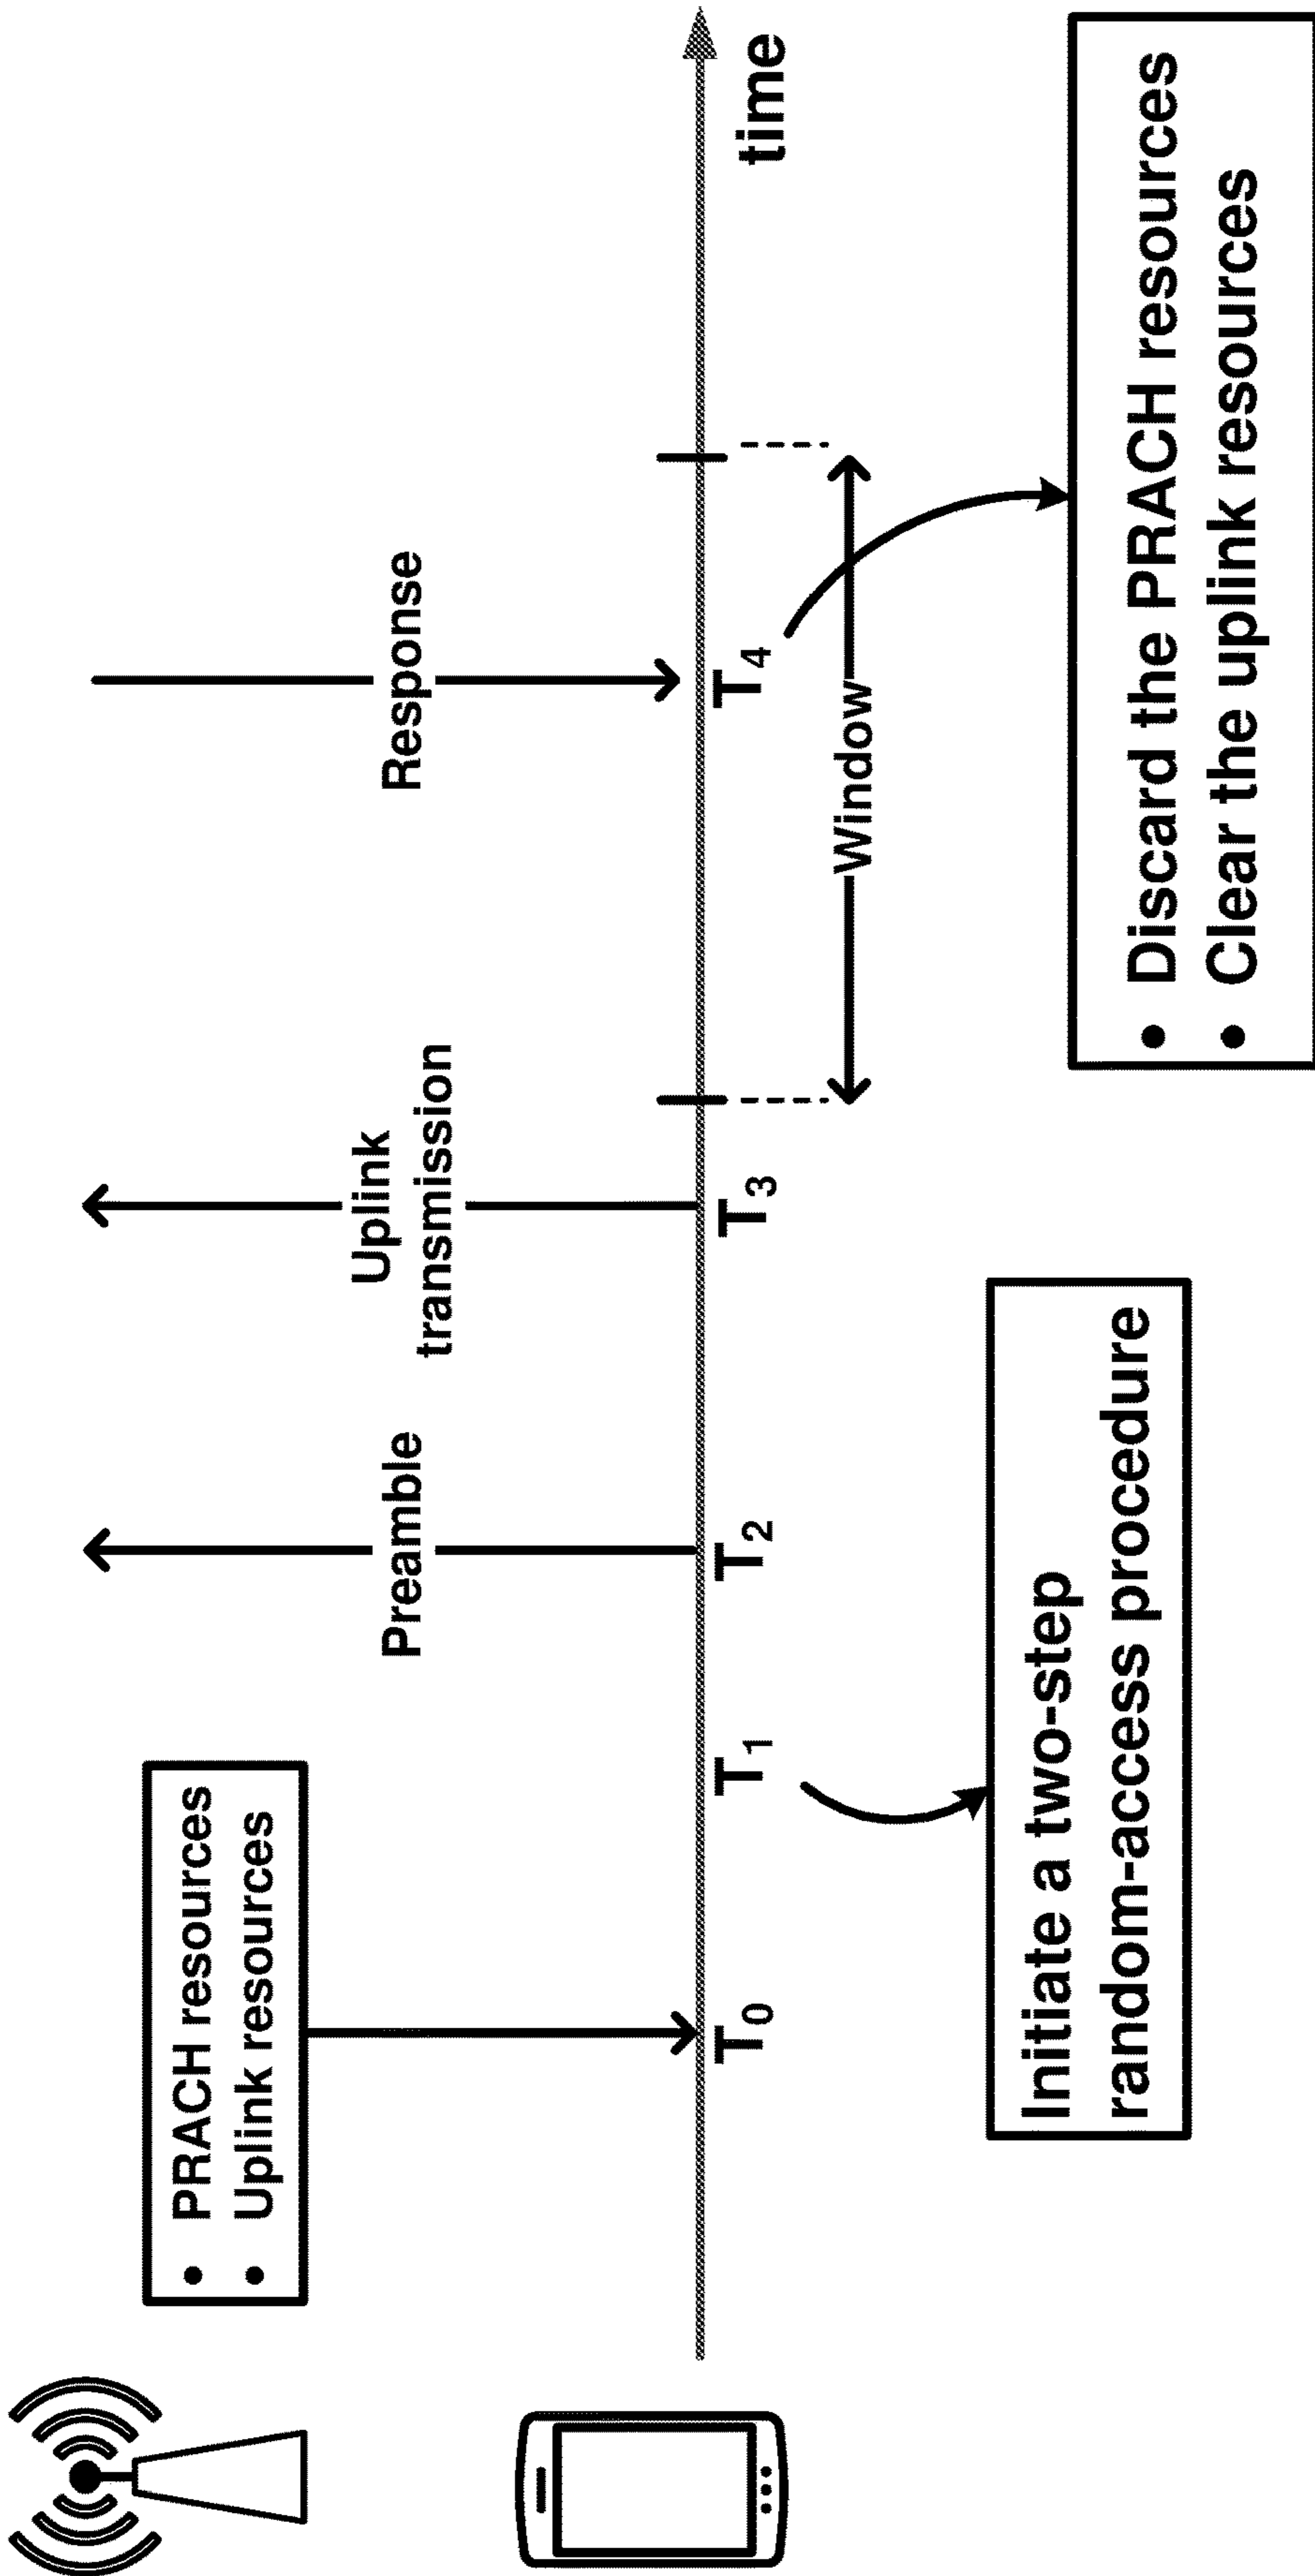 • PRACH resources
• Uplink resources
Preamble
Uplink
transmission
Response
T0
T1
T2
T3
T4
time
Window
Initiate a two-step
random-access procedure
• Discard the PRACH resources
• Clear the uplink resources